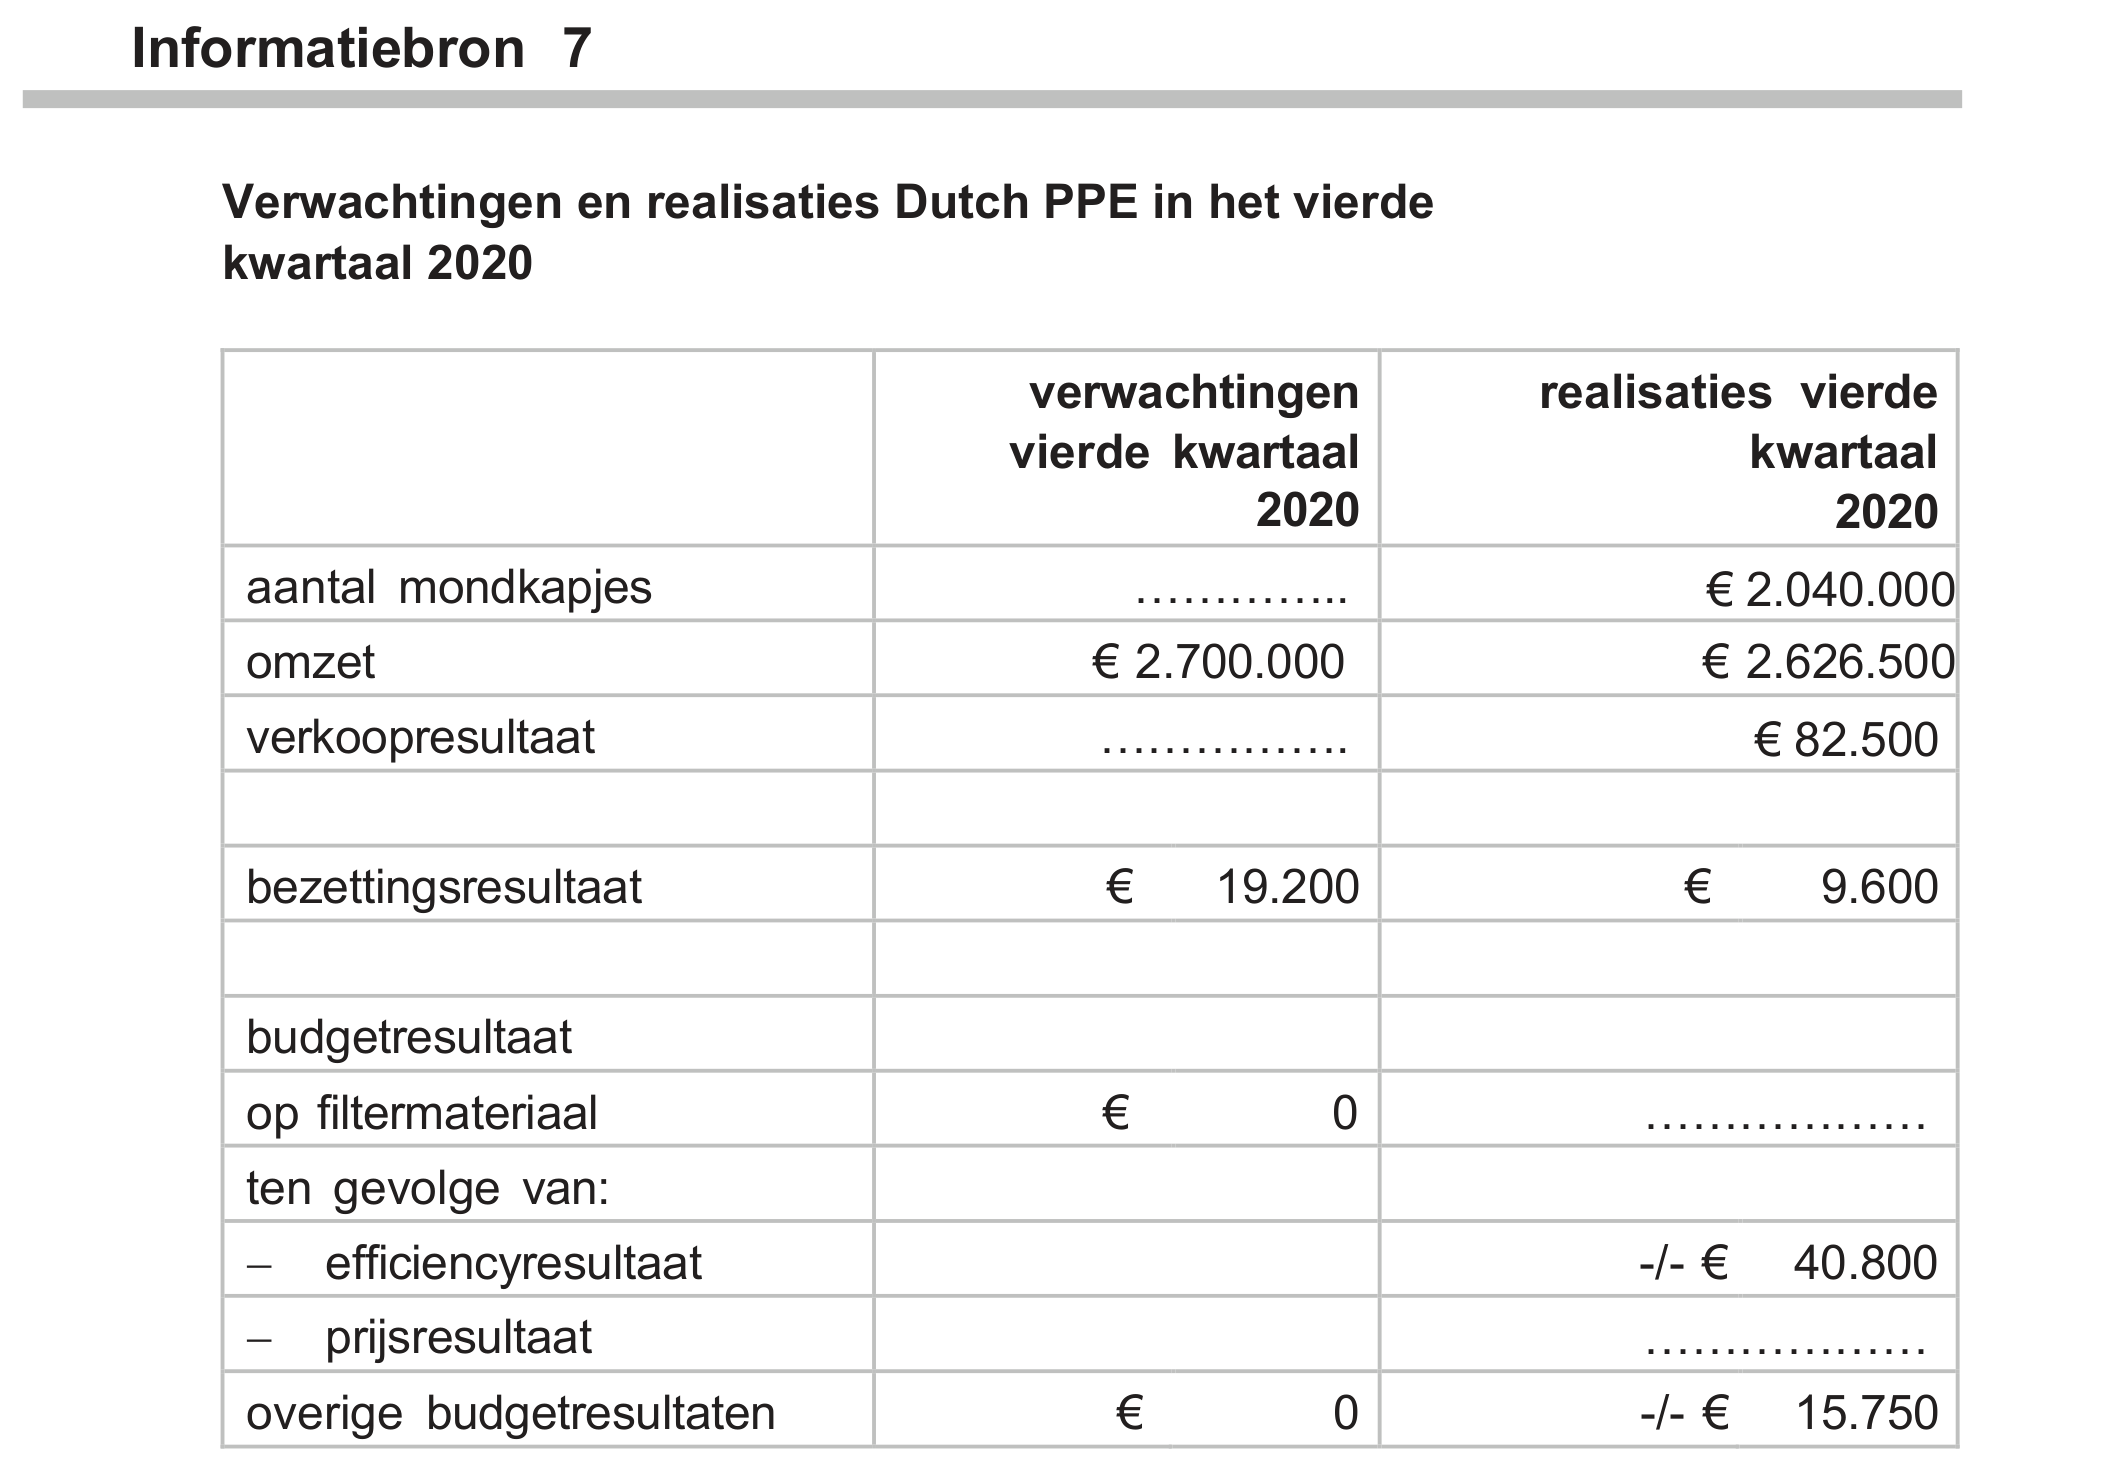 Informatiebron 7
Verwachtingen en realisaties Dutch PPE in het vierde
kwartaal 2020
verwachtingen
vierde kwartaal
2020
realisaties vierde
kwartaal
2020
aantal mondkapjes ………….. € 2.040.000
omzet € 2.700.000 € 2.626.500
verkoopresultaat ……………. € 82.500
bezettingsresultaat € 19.200 € 9.600
budgetresultaat
op filtermateriaal € 0 ………………
ten gevolge van:
– efficiencyresultaat -/- € 40.800
– prijsresultaat ………………
overige budgetresultaten € 0 -/- € 15.750